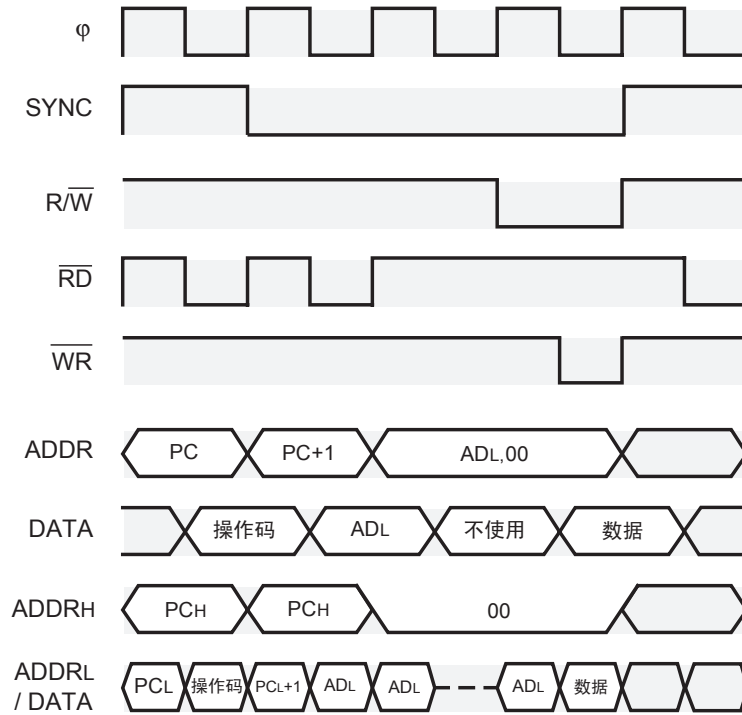 φ
SYNC
R/W
RD
WR
ADDR PC PC+1 ADL,00
DATA 操作码 ADL 不使用 数据
ADDRH PCH PCH 00
ADDRL / DATA PCL 操作码 PCL+1 ADL ADL ADL 数据